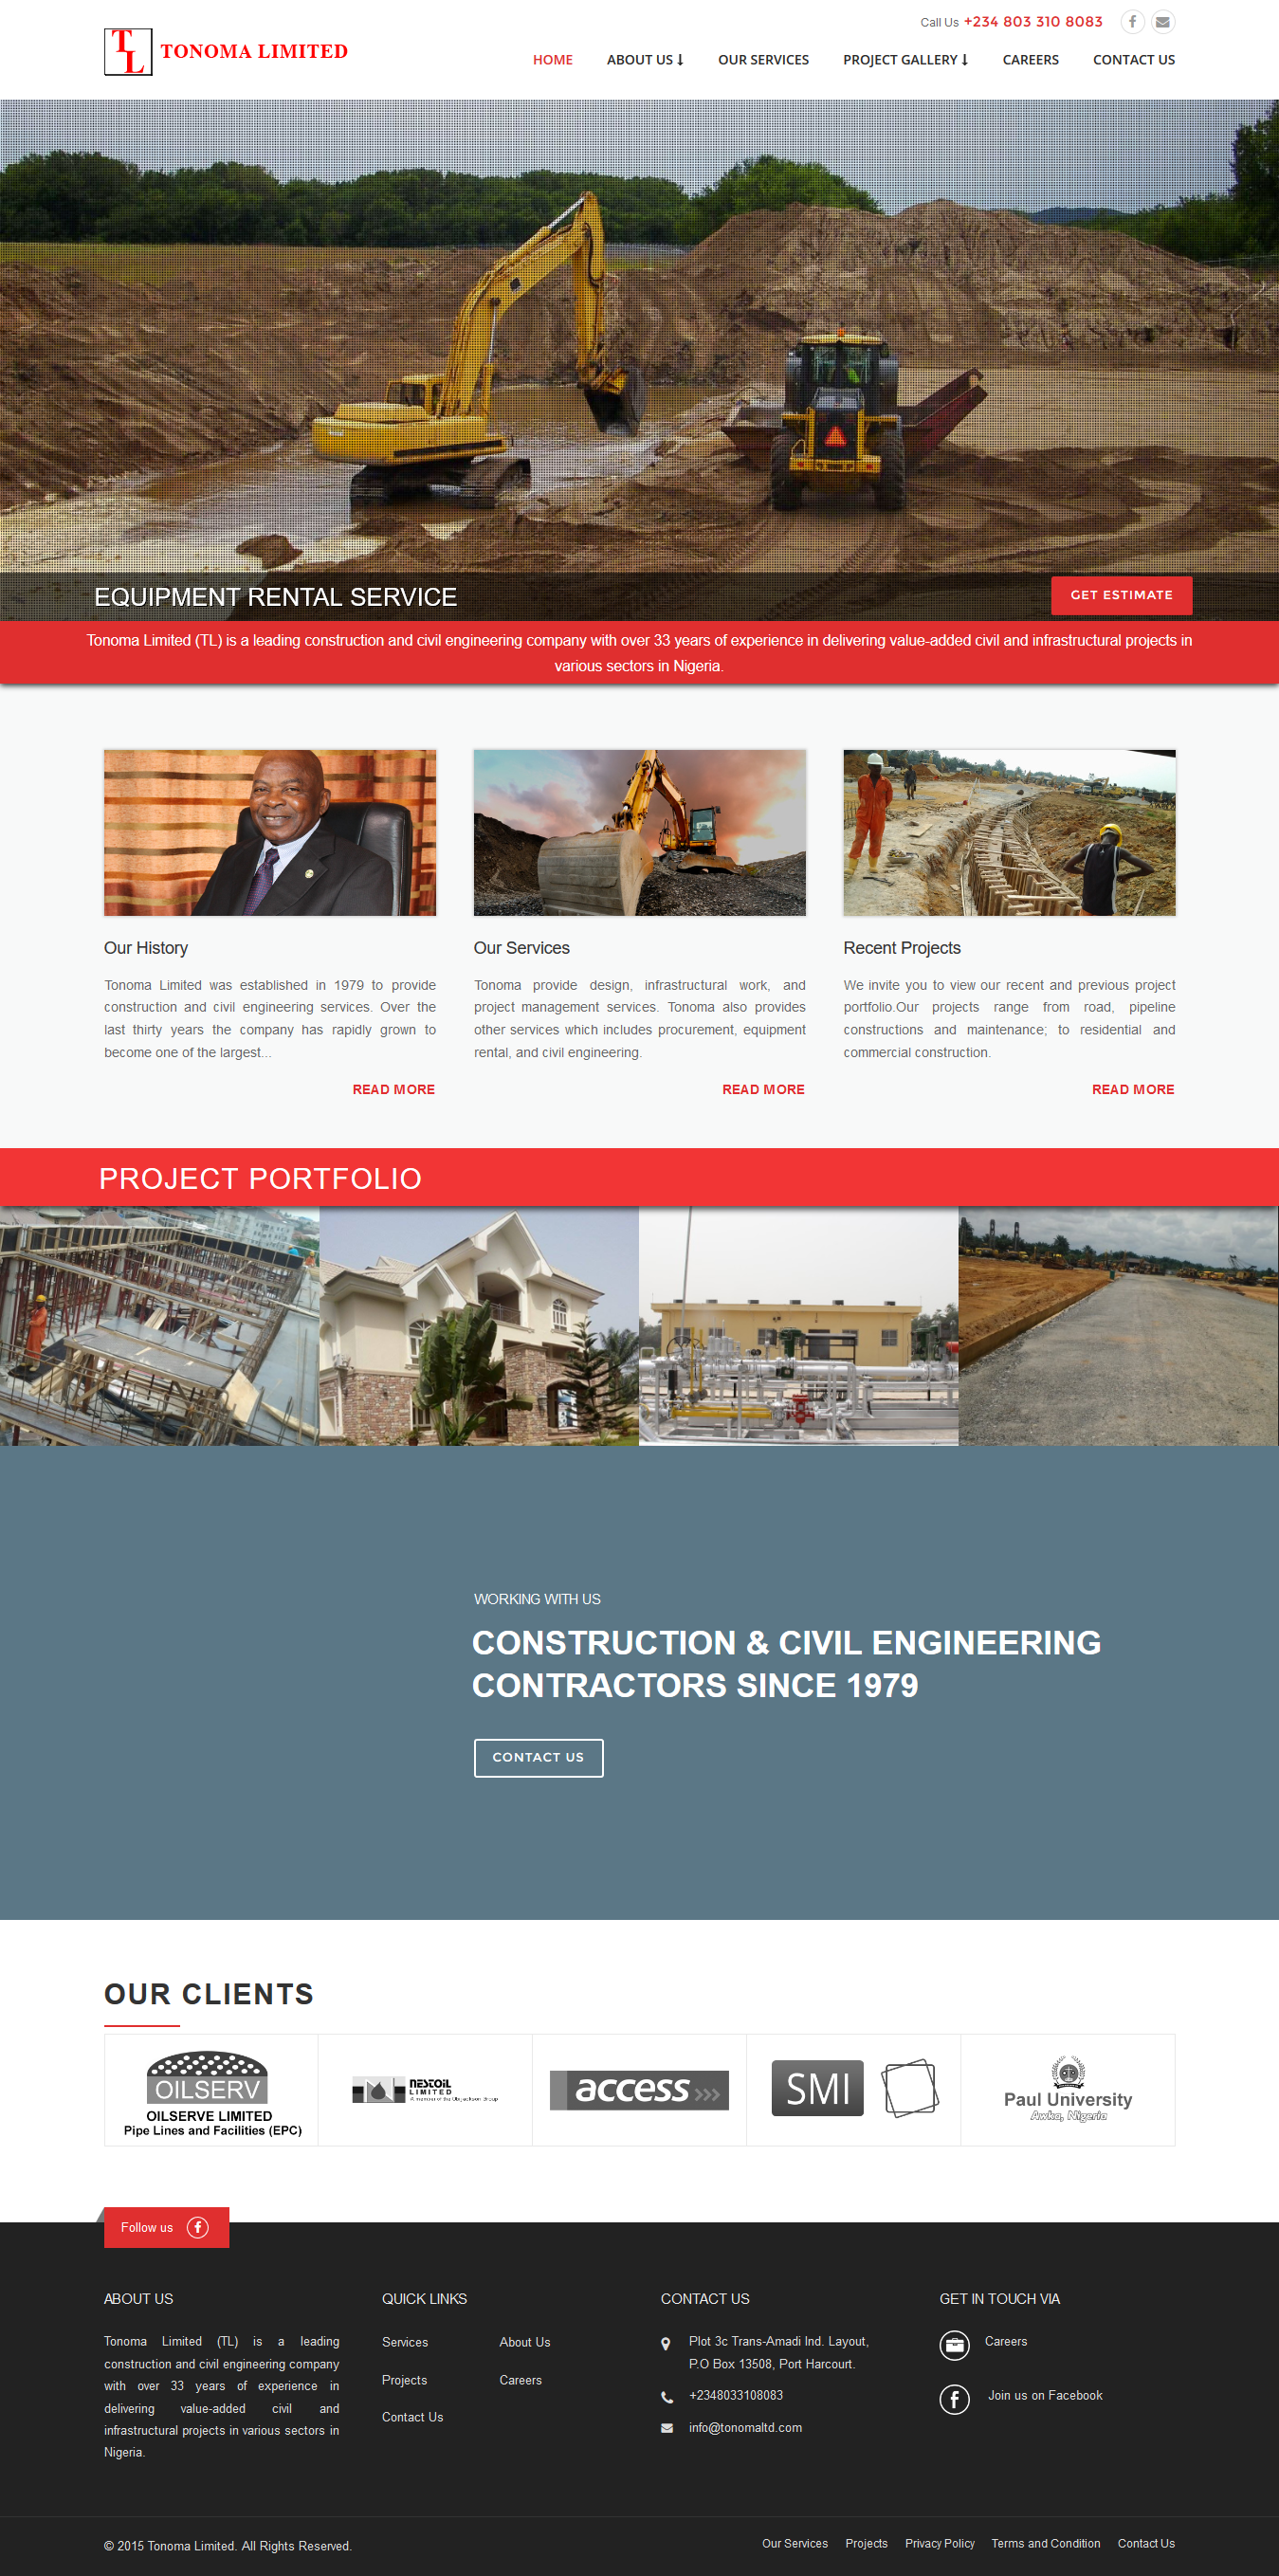 Call Us +234 803 310 8083
TL TONOMA LIMITED
HOME ABOUT US OUR SERVICES PROJECT GALLERY CAREERS CONTACT US
EQUIPMENT RENTAL SERVICE
GET ESTIMATE
Tonoma Limited (TL) is a leading construction and civil engineering company with over 33 years of experience in delivering value-added civil and infrastructural projects in
various sectors in Nigeria.
Our History
Tonoma Limited was established in 1979 to provide
construction and civil engineering services. Over the
last thirty years the company has rapidly grown to
become one of the largest...
READ MORE
Our Services
Tonoma provide design, infrastructural work, and
project management services. Tonoma also provides
other services which includes procurement, equipment
rental, and civil engineering.
READ MORE
Recent Projects
We invite you to view our recent and previous project
portfolio.Our projects range from road, pipeline
constructions and maintenance; to residential and
commercial construction.
READ MORE
PROJECT PORTFOLIO
WORKING WITH US
CONSTRUCTION & CIVIL ENGINEERING
CONTRACTORS SINCE 1979
CONTACT US
OUR CLIENTS
OILSERV
OILSERVE LIMITED
Pipe Lines and Facilities (EPC)
NESTOIL
LIMITED
A member of the Obijackson Group
access
SMI
Paul University
Awka, Nigeria
Follow us
ABOUT US
Tonoma Limited (TL) is a leading
construction and civil engineering company
with over 33 years of experience in
delivering value-added civil and
infrastructural projects in various sectors in
Nigeria.
QUICK LINKS
Services About Us
Projects Careers
Contact Us
CONTACT US
Plot 3c Trans-Amadi Ind. Layout,
P.O Box 13508, Port Harcourt.
+2348033108083
info@tonomaltd.com
GET IN TOUCH VIA
Careers
Join us on Facebook
© 2015 Tonoma Limited. All Rights Reserved.
Our Services Projects Privacy Policy Terms and Condition Contact Us